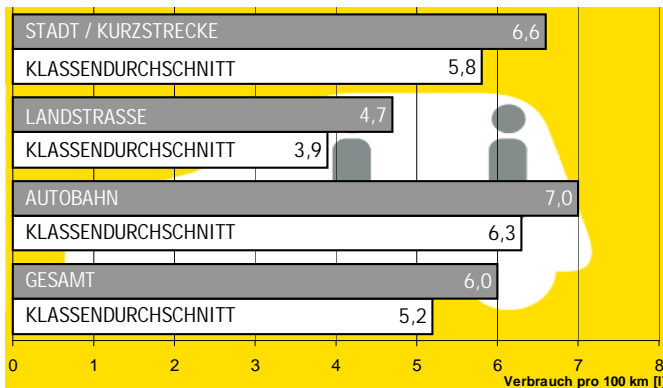 STADT / KURZSTRECKE 6,6
KLASSENDURCHSCHNITT 5,8
LANDSTRASSE 4,7
KLASSENDURCHSCHNITT 3,9
AUTOBAHN 7,0
KLASSENDURCHSCHNITT 6,3
GESAMT 6,0
KLASSENDURCHSCHNITT 5,2
0 1 2 3 4 5 6 7 8
Verbrauch pro 100 km [l